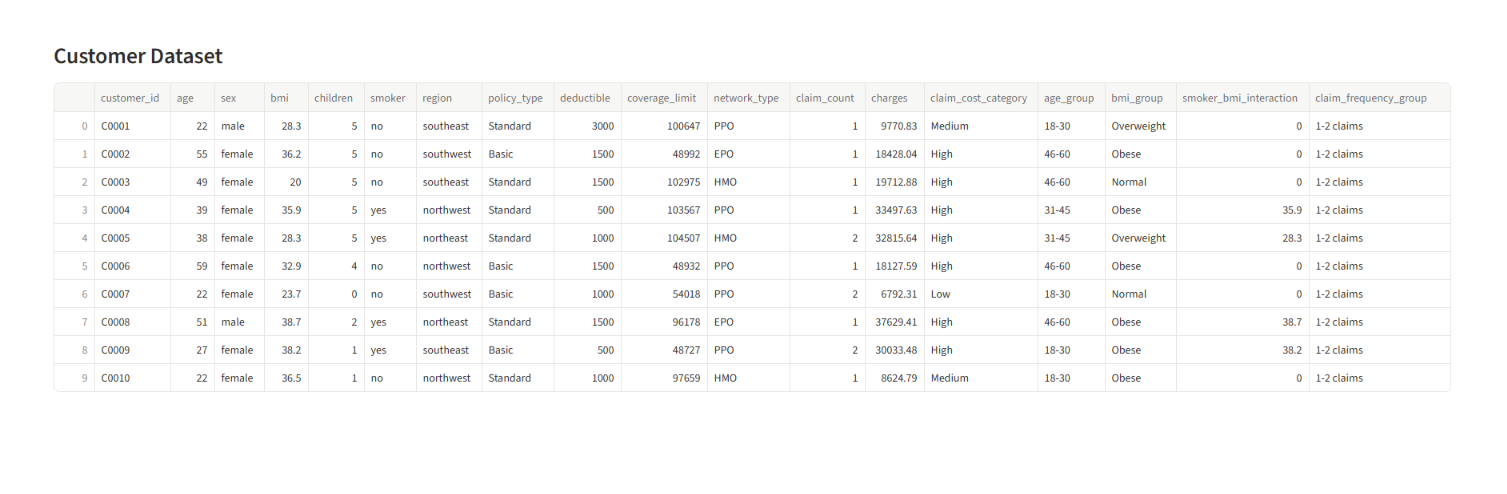 Customer Dataset
customer_id age sex bmi children smoker region policy_type deductible coverage_limit network_type claim_count charges claim_cost_category age_group bmi_group smoker_bmi_interaction claim_frequency_group
0 C0001 22 male 28.3 5 no southeast Standard 3000 100647 PPO 1 9770.83 Medium 18-30 Overweight 0 1-2 claims
1 C0002 55 female 36.2 5 no southwest Basic 1500 48992 EPO 1 18428.04 High 46-60 Obese 0 1-2 claims
2 C0003 49 female 20 5 no southeast Standard 1500 102975 HMO 1 19712.88 High 46-60 Normal 0 1-2 claims
3 C0004 39 female 35.9 5 yes northwest Standard 500 103567 PPO 1 33497.63 High 31-45 Obese 35.9 1-2 claims
4 C0005 38 female 28.3 5 yes northeast Standard 1000 104507 HMO 2 32815.64 High 31-45 Overweight 28.3 1-2 claims
5 C0006 59 female 32.9 4 no northwest Basic 1500 48932 PPO 1 18127.59 High 46-60 Obese 0 1-2 claims
6 C0007 22 female 23.7 0 no southwest Basic 1000 54018 PPO 2 6792.31 Low 18-30 Normal 0 1-2 claims
7 C0008 51 male 38.7 2 yes northeast Standard 1500 96178 EPO 1 37629.41 High 46-60 Obese 38.7 1-2 claims
8 C0009 27 female 38.2 1 yes southeast Basic 500 48727 PPO 2 30033.48 High 18-30 Obese 38.2 1-2 claims
9 C0010 22 female 36.5 1 no northwest Standard 1000 97659 HMO 1 8624.79 Medium 18-30 Obese 0 1-2 claims